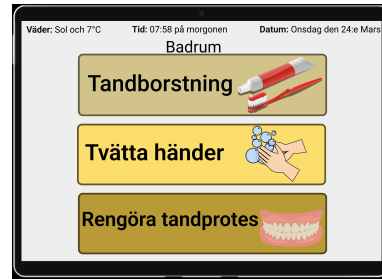 Väder: Sol och 7°C Tid: 07:58 på morgonen Datum: Onsdag den 24:e Mars
Badrum
Tandborstning
Tvätta händer
Rengöra tandprotes